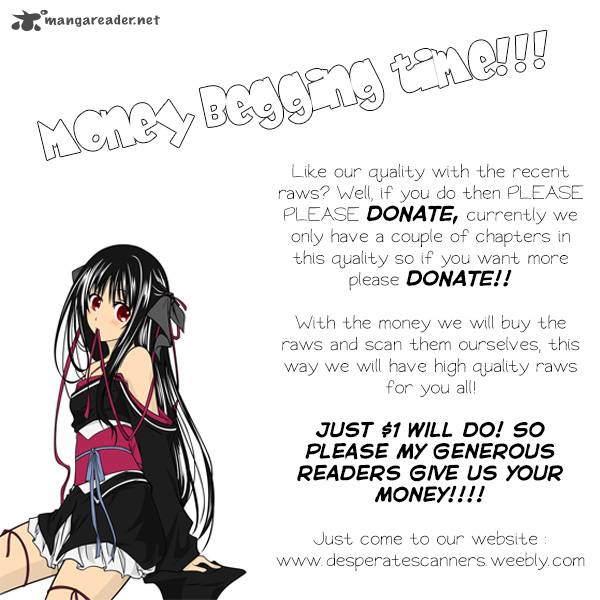 mangareader.net
Money Begging time!!!
Like our quality with the recent
raws? Well, if you do then PLEASE
PLEASE DONATE, currently we
only have a couple of chapters in
this quality so if you want more
please DONATE!!
With the money we will buy the
raws and scan them ourselves, this
way we will have high quality raws
for you all!
JUST $1 WILL DO! SO
PLEASE MY GENEROUS
READERS GIVE US YOUR
MONEY!!!!
Just come to our website :
www.desperatescanners.weebly.com